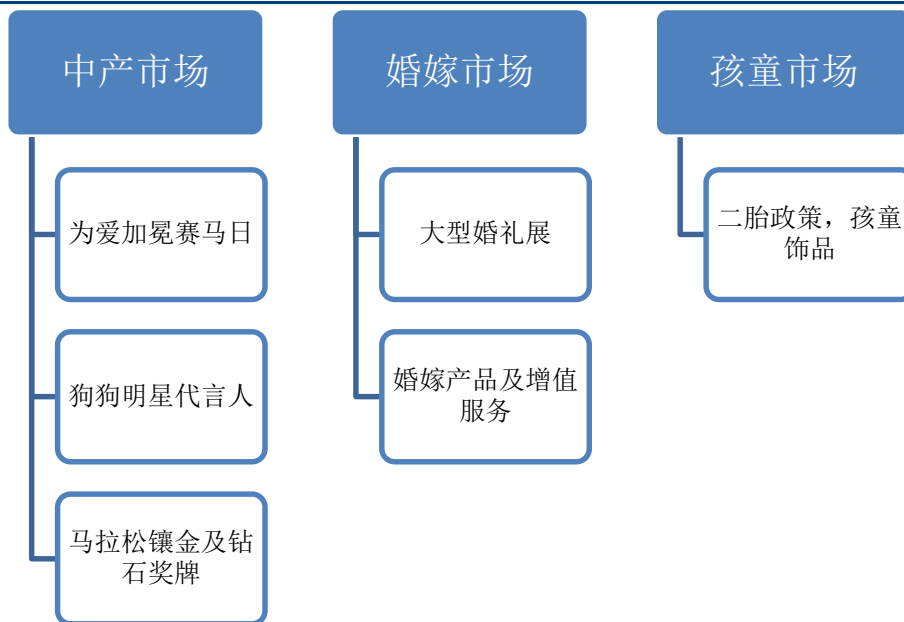 中产市场
为爱加冕赛马日
狗狗明星代言人
马拉松镶金及钻
石奖牌
婚嫁市场
大型婚礼展
婚嫁产品及增值
服务
孩童市场
二胎政策，孩童
饰品